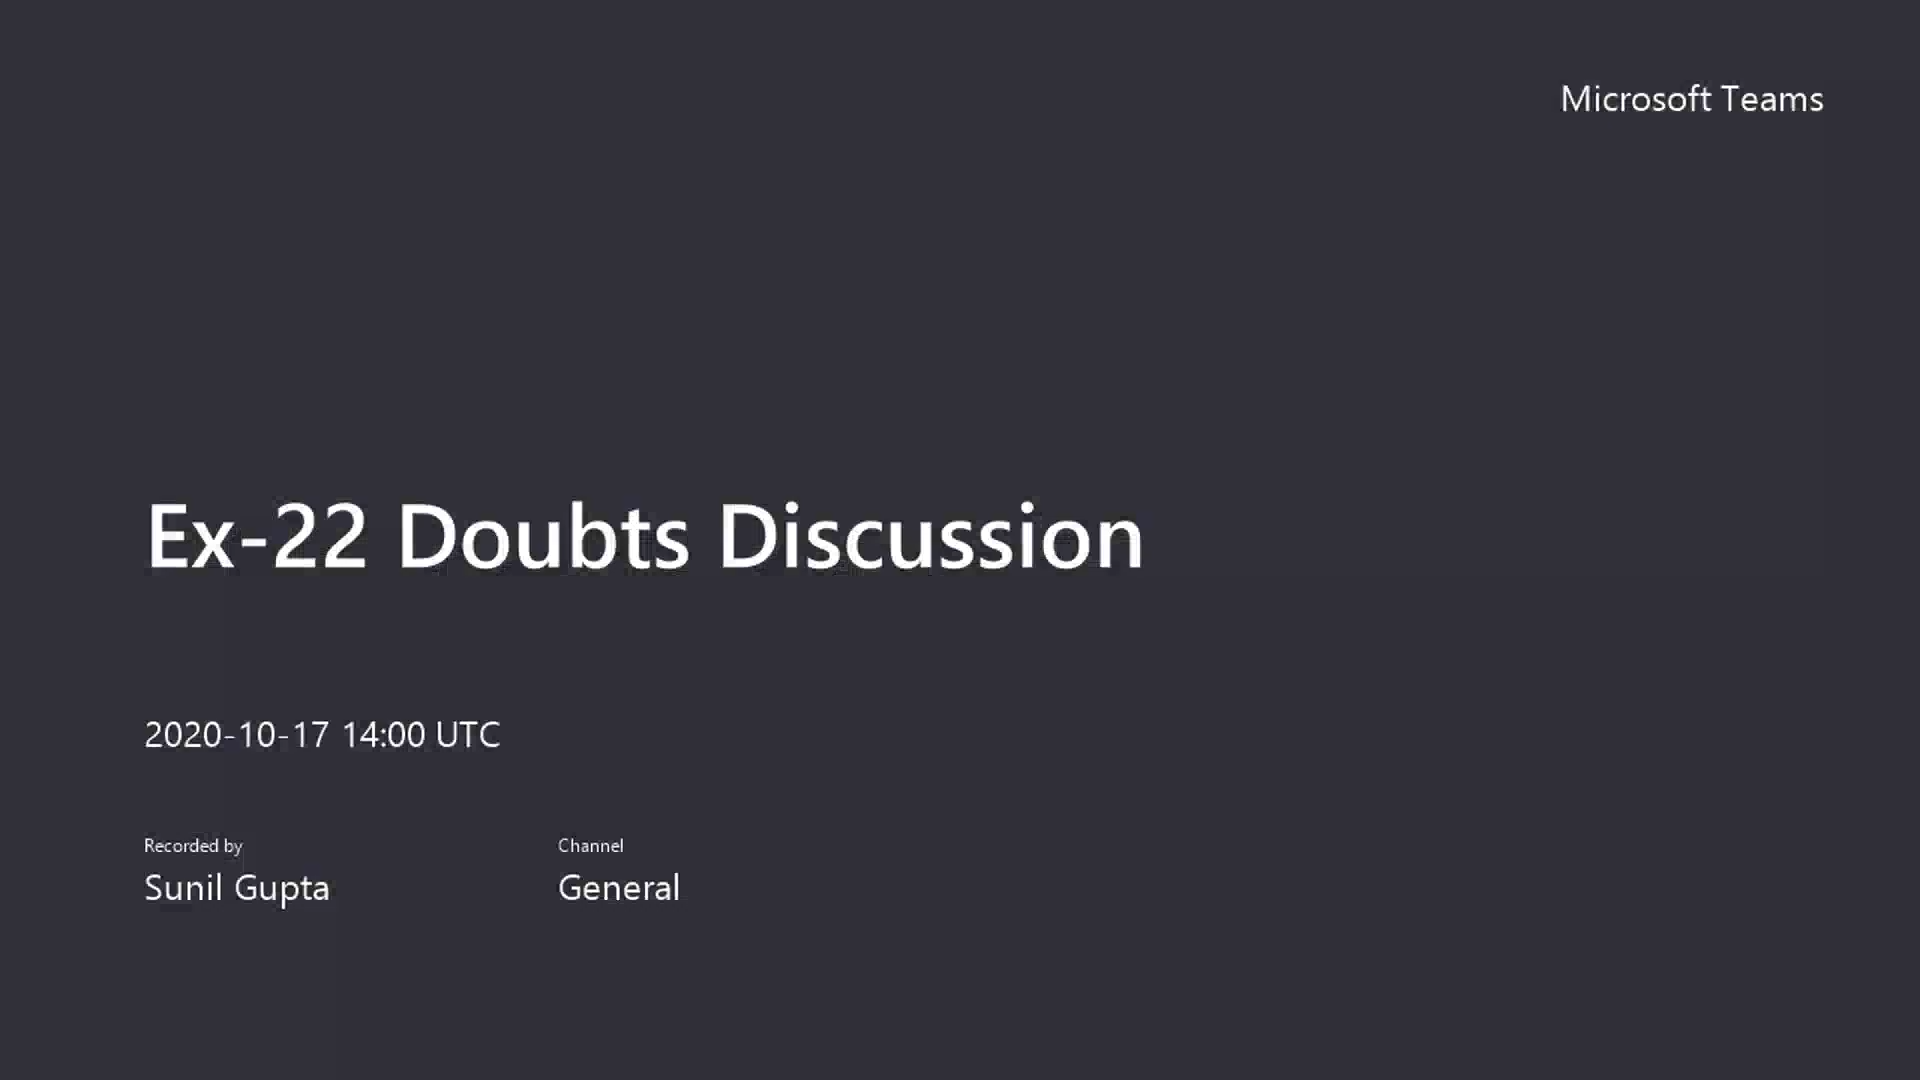 Microsoft Teams
Ex-22 Doubts Discussion
2020-10-17 14:00 UTC
Recorded by
Sunil Gupta
Channel
General